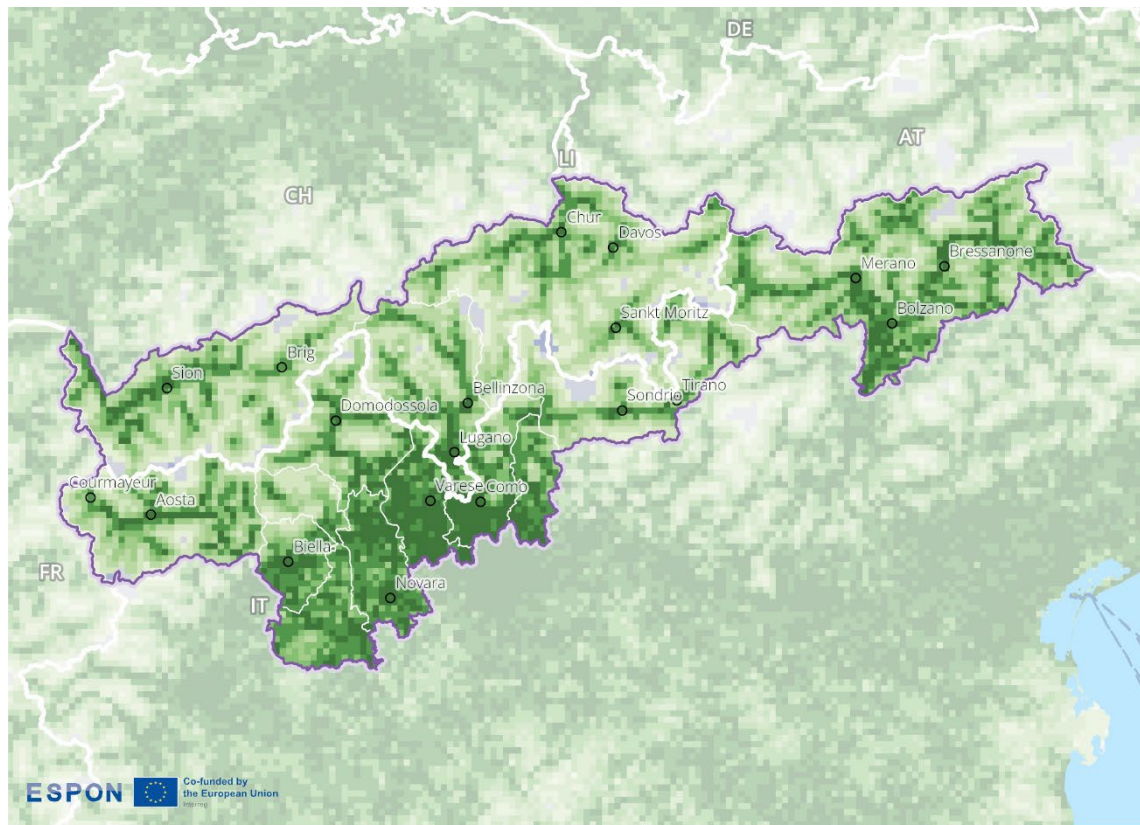 DE
AT
LI
CH
Chur
Davos
Bressanone
Merano
Bolzano
Sankt Moritz
Brig
Sion
Bellinzona
Tirano
Sondrio
Domodossola
Lugano
Courmayeur
Varese
Como
Aosta
Biella
FR
Novara
IT
ESPON
Co-funded by
the European Union
Interreg